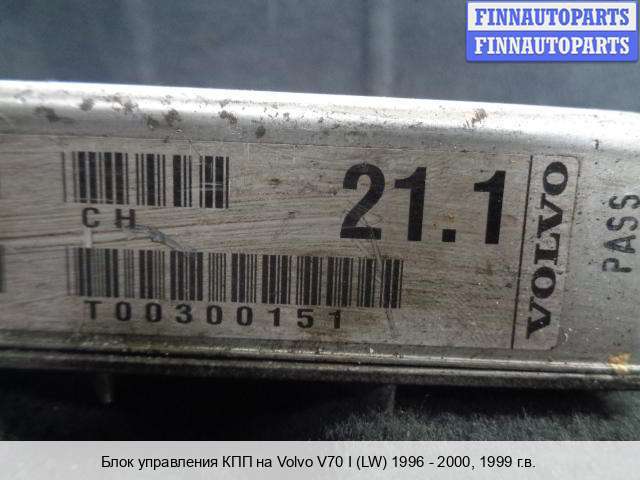 FINNAUTOPARTS
FINNAUTOPARTS
CH
21.1
T00300151
VOLVO
PASS
Блок управления КПП на Volvo V70 I (LW) 1996 - 2000, 1999 г.в.